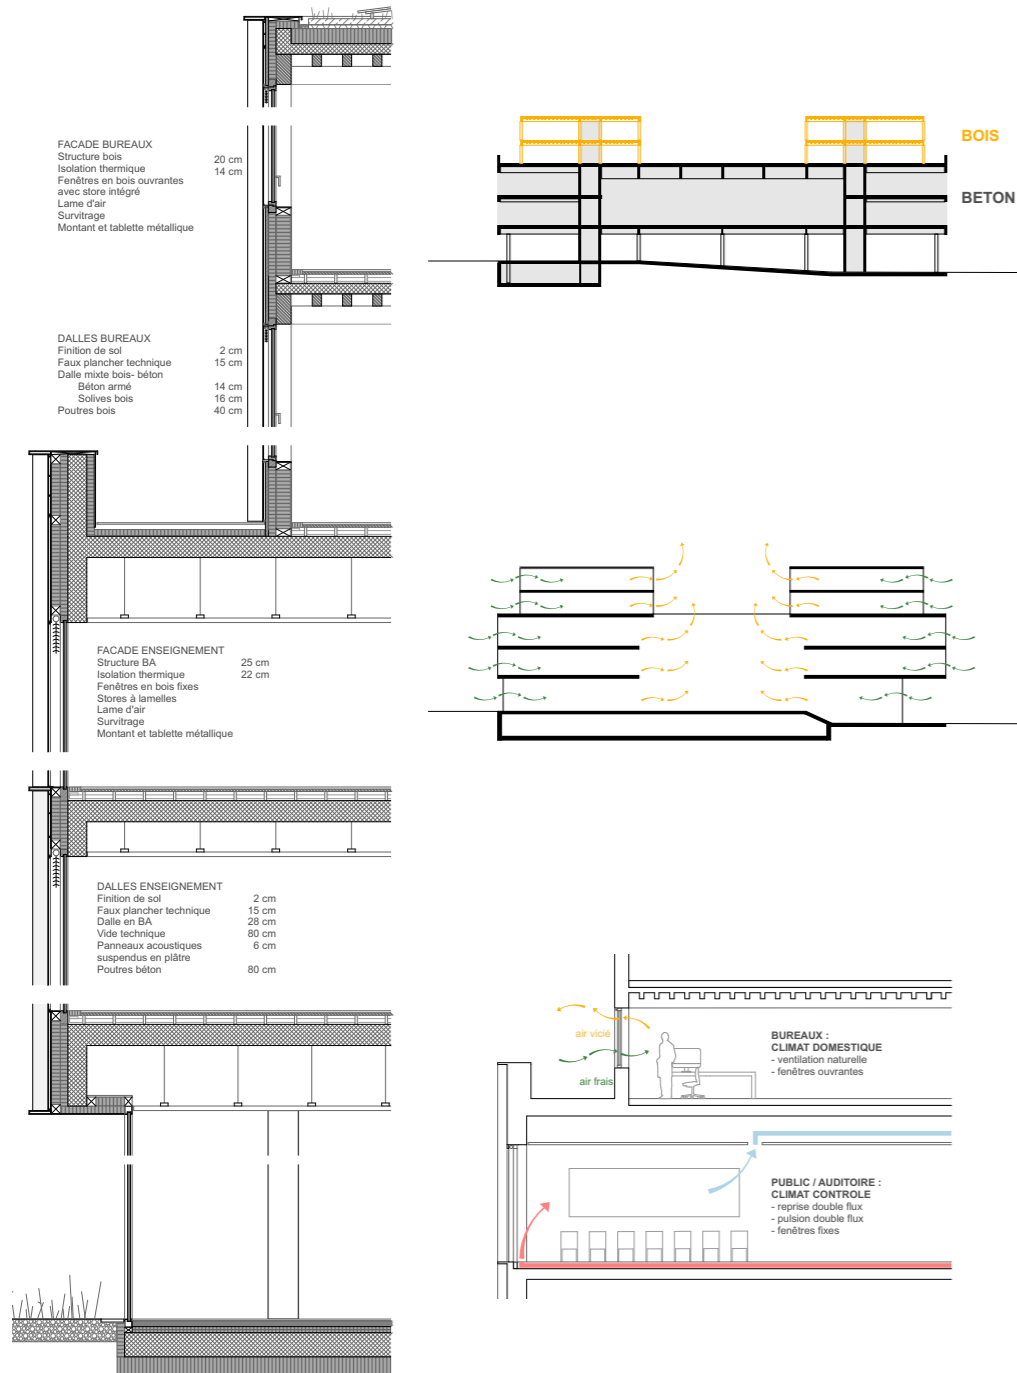 FACADE BUREAUX
Structure bois 20 cm
Isolation thermique 14 cm
Fenêtres en bois ouvrantes
avec store intégré
Lame d'air
Survitrage
Montant et tablette métallique
DALLES BUREAUX
Finition de sol 2 cm
Faux plancher technique 15 cm
Dalle mixte bois- béton
Béton armé 14 cm
Solives bois 16 cm
Poutres bois 40 cm
FACADE ENSEIGNEMENT
Structure BA 25 cm
Isolation thermique 22 cm
Fenêtres en bois fixes
Stores à lamelles
Lame d'air
Survitrage
Montant et tablette métallique
DALLES ENSEIGNEMENT
Finition de sol 2 cm
Faux plancher technique 15 cm
Dalle en BA 28 cm
Vide technique 80 cm
Panneaux acoustiques 6 cm
suspendus en plâtre
Poutres béton 80 cm
BOIS
BETON
air vicié
air frais
BUREAUX :
CLIMAT DOMESTIQUE
- ventilation naturelle
- fenêtres ouvrantes
PUBLIC / AUDITOIRE :
CLIMAT CONTROLE
- reprise double flux
- pulsion double flux
- fenêtres fixes